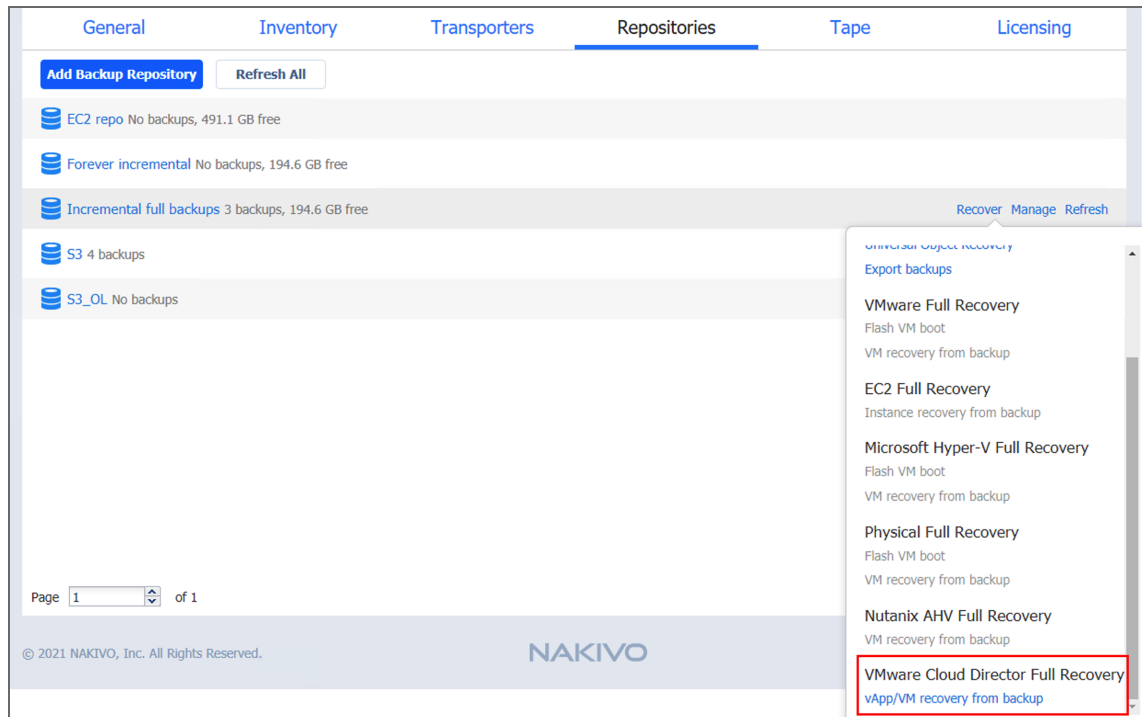 General Inventory Transporters Repositories Tape Licensing
Add Backup Repository Refresh All
EC2 repo No backups, 491.1 GB free
Forever incremental No backups, 194.6 GB free
Incremental full backups 3 backups, 194.6 GB free Recover Manage Refresh
S3 4 backups
S3_OL No backups
Universal Object Recovery
Export backups
VMware Full Recovery
Flash VM boot
VM recovery from backup
EC2 Full Recovery
Instance recovery from backup
Microsoft Hyper-V Full Recovery
Flash VM boot
VM recovery from backup
Physical Full Recovery
Flash VM boot
VM recovery from backup
Nutanix AHV Full Recovery
VM recovery from backup
VMware Cloud Director Full Recovery
vApp/VM recovery from backup
Page 1 of 1
© 2021 NAKIVO, Inc. All Rights Reserved. NAKIVO